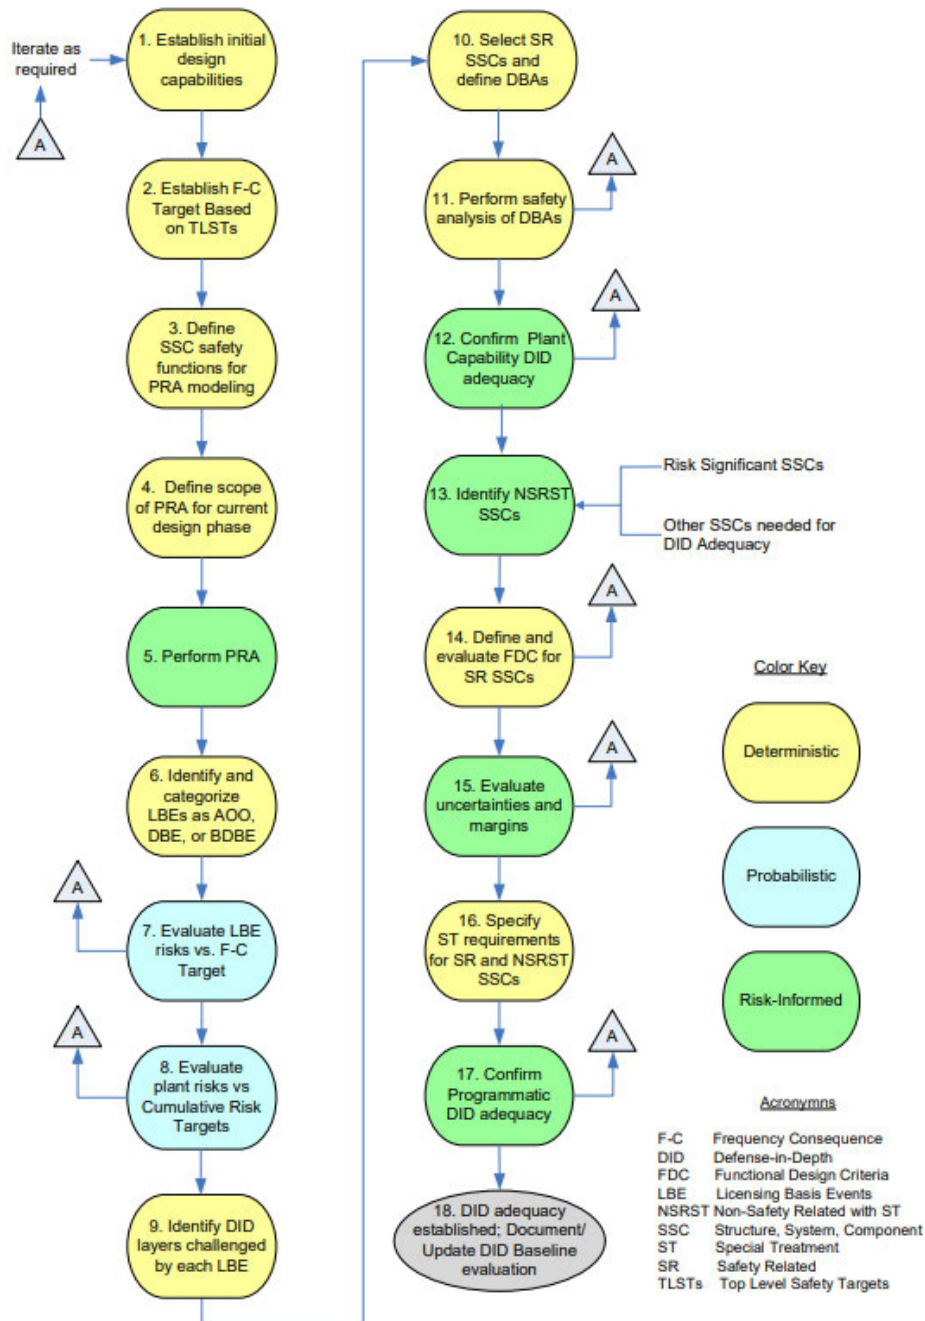 Iterate as
required
A
1. Establish initial
design
capabilities
2. Establish F-C
Target Based
on TLSTs
3. Define
SSC safety
functions for
PRA modeling
4. Define scope
of PRA for current
design phase
5. Perform PRA
6. Identify and
categorize
LBEs as AOO,
DBE, or BDBE
A
7. Evaluate LBE
risks vs. F-C
Target
A
8. Evaluate
plant risks vs
Cumulative Risk
Targets
9. Identify DID
layers challenged
by each LBE
10. Select SR
SSCs and
define DBAs
A
11. Perform safety
analysis of DBAs
A
12. Confirm Plant
Capability DID
adequacy
13. Identify NSRST
SSCs
Risk Significant SSCs
Other SSCs needed for
DID Adequacy
A
14. Define and
evaluate FDC for
SR SSCs
A
15. Evaluate
uncertainties and
margins
16. Specify
ST requirements
for SR and NSRST
SSCs
A
17. Confirm
Programmatic
DID adequacy
18. DID adequacy
established; Document/
Update DID Baseline
evaluation
Color Key
Deterministic
Probabilistic
Risk-Informed
Acronymns
F-C Frequency Consequence
DID Defense-in-Depth
FDC Functional Design Criteria
LBE Licensing Basis Events
NSRST Non-Safety Related with ST
SSC Structure, System, Component
ST Special Treatment
SR Safety Related
TLSTs Top Level Safety Targets